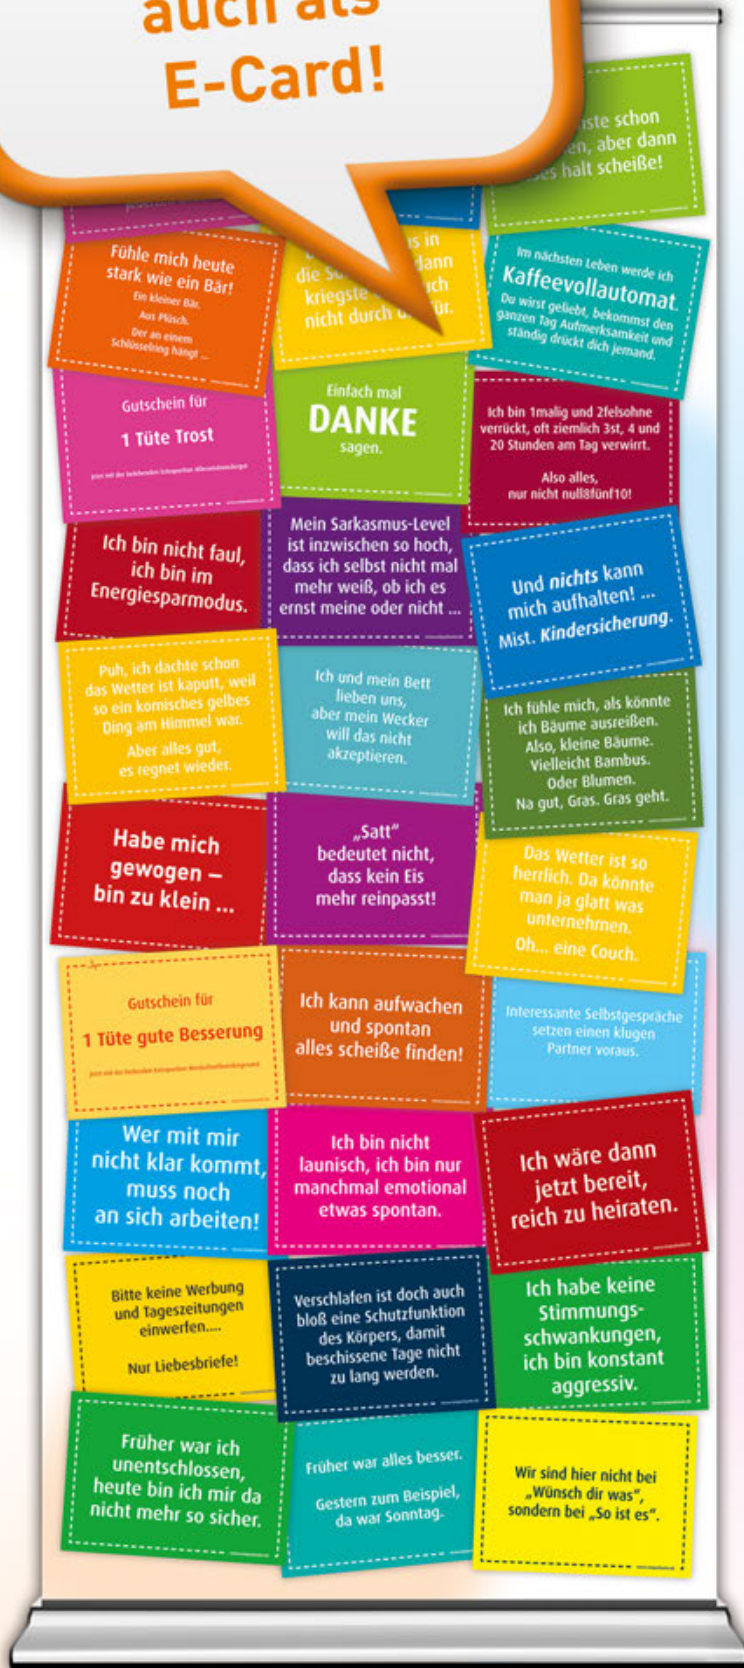 auch als
E-Card!
schon
aber dann
halt scheiße!
Fühle mich heute
stark wie ein Bär!
Ein kleiner Bär.
Aus Plüsch.
Der an einem
Schlüsselring hängt ...
in
die
dann
kriegste
nicht durch
Im nächsten Leben werde ich
Kaffeevollautomat.
Du wirst geliebt, bekommst den
ganzen Tag Aufmerksamkeit und
ständig drückt dich jemand.
Gutschein für
1 Tüte Trost
Einfach mal
DANKE
sagen.
Ich bin 1malig und 2felsohne
verrückt, oft ziemlich 3st, 4 und
20 Stunden am Tag verwirrt.
Also alles,
nur nicht null8fünf10!
Ich bin nicht faul,
ich bin im
Energiesparmodus.
Mein Sarkasmus-Level
ist inzwischen so hoch,
dass ich selbst nicht mal
mehr weiß, ob ich es
ernst meine oder nicht ...
Und nichts kann
mich aufhalten! ...
Mist. Kindersicherung.
Puh, ich dachte schon
das Wetter ist kaputt, weil
so ein komisches gelbes
Ding am Himmel war.
Aber alles gut,
es regnet wieder.
Ich und mein Bett
lieben uns,
aber mein Wecker
will das nicht
akzeptieren.
Ich fühle mich, als könnte
ich Bäume ausreißen.
Also, kleine Bäume.
Vielleicht Bambus.
Oder Blumen.
Na gut, Gras. Gras geht.
Habe mich
gewogen –
bin zu klein ...
„Satt“
bedeutet nicht,
dass kein Eis
mehr reinpasst!
Das Wetter ist so
herrlich. Da könnte
man ja glatt was
unternehmen.
Oh... eine Couch.
Gutschein für
1 Tüte gute Besserung
Ich kann aufwachen
und spontan
alles scheiße finden!
Interessante Selbstgespräche
setzen einen klugen
Partner voraus.
Wer mit mir
nicht klar kommt,
muss noch
an sich arbeiten!
Ich bin nicht
launisch, ich bin nur
manchmal emotional
etwas spontan.
Ich wäre dann
jetzt bereit,
reich zu heiraten.
Bitte keine Werbung
und Tageszeitungen
einwerfen....
Nur Liebesbriefe!
Verschlafen ist doch auch
bloß eine Schutzfunktion
des Körpers, damit
beschissene Tage nicht
zu lang werden.
Ich habe keine
Stimmungs-
schwankungen,
ich bin konstant
aggressiv.
Früher war ich
unentschlossen,
heute bin ich mir da
nicht mehr so sicher.
Früher war alles besser.
Gestern zum Beispiel,
da war Sonntag.
Wir sind hier nicht bei
„Wünsch dir was“,
sondern bei „So ist es“.